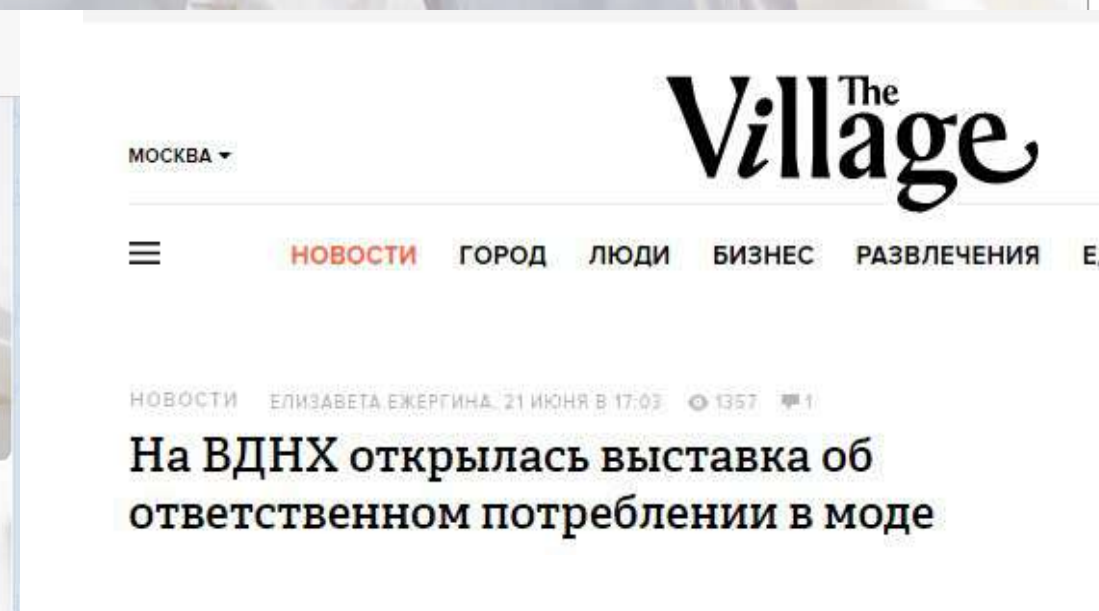 The
Village
МОСКВА
НОВОСТИ ГОРОД ЛЮДИ БИЗНЕС РАЗВЛЕЧЕНИЯ
НОВОСТИ ЕЛИЗАВЕТА ЕЖЕРГИНА, 21 ИЮНЯ В 17:03 1357 1
На ВДНХ открылась выставка об
ответственном потреблении в моде